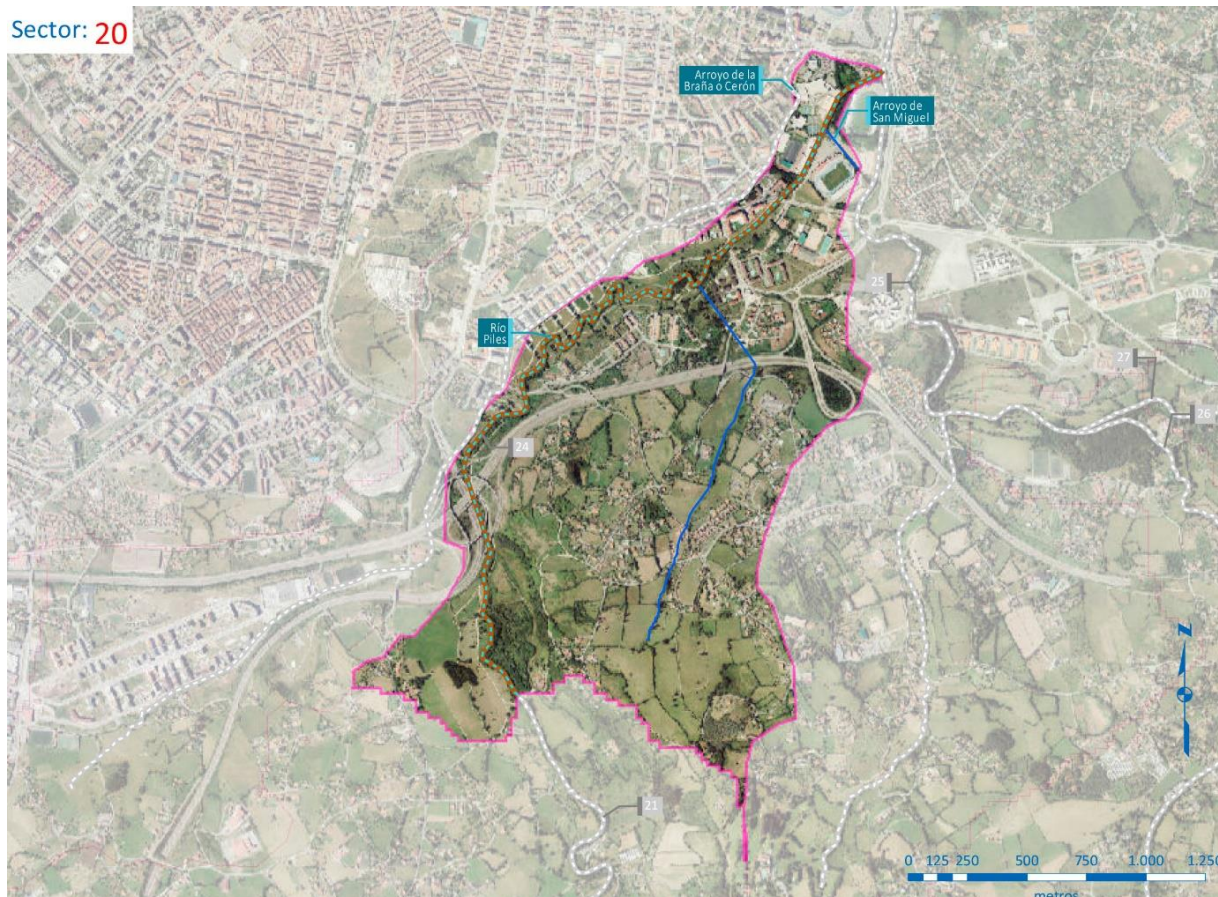 Sector: 20
Arroyo de la
Braña o Cerón
Arroyo de
San Miguel
25
Río
Piles
27
26
24
N
21
0 125 250 500 750 1.000 1.250
metros